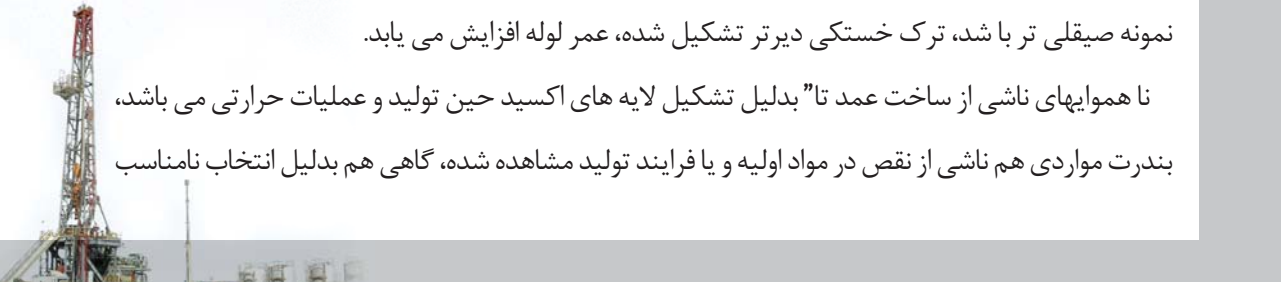 نمونه صیقلی تر با شد، ترک خستکی دیرتر تشکیل شده، عمر لوله افزایش می یابد.
نا هموایهای ناشی از ساخت عمد تا" بدلیل تشکیل لایه های اکسید حین تولید و عملیات حرارتی می باشد،
بندرت مواردی هم ناشی از نقص در مواد اولیه و یا فرایند تولید مشاهده شده، گاهی هم بدلیل انتخاب نامناسب